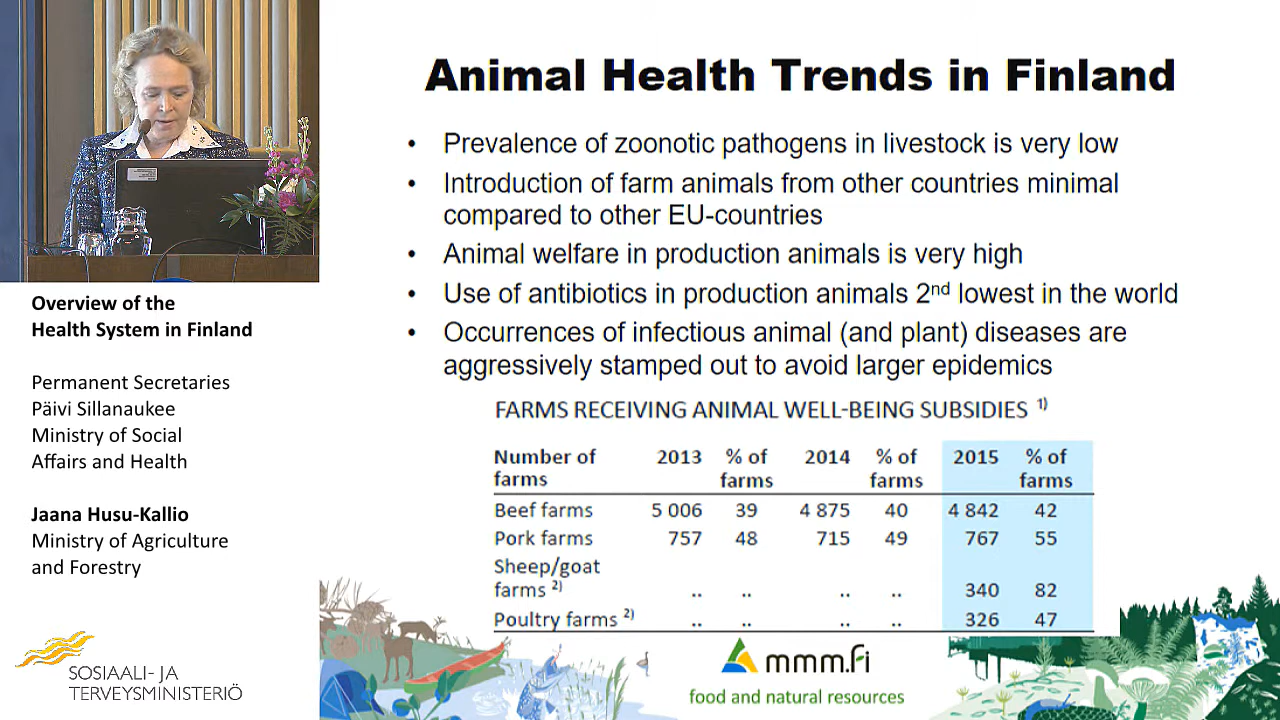 Animal Health Trends in Finland
• Prevalence of zoonotic pathogens in livestock is very low
• Introduction of farm animals from other countries minimal
compared to other EU-countries
• Animal welfare in production animals is very high
• Use of antibiotics in production animals 2nd lowest in the world
• Occurrences of infectious animal (and plant) diseases are
aggressively stamped out to avoid larger epidemics
FARMS RECEIVING ANIMAL WELL-BEING SUBSIDIES 1)
Number of farms 2013 % of farms 2014 % of farms 2015 % of farms
Beef farms 5 006 39 4 875 40 4 842 42
Pork farms 757 48 715 49 767 55
Sheep/goat
farms 2) .. .. .. .. 340 82
Poultry farms 2) .. .. .. .. 326 47
mmm.fi
food and natural resources
Overview of the
Health System in Finland
Permanent Secretaries
Päivi Sillanaukee
Ministry of Social
Affairs and Health
Jaana Husu-Kallio
Ministry of Agriculture
and Forestry
SOSIAALI- JA
TERVEYSMINISTERIÖ